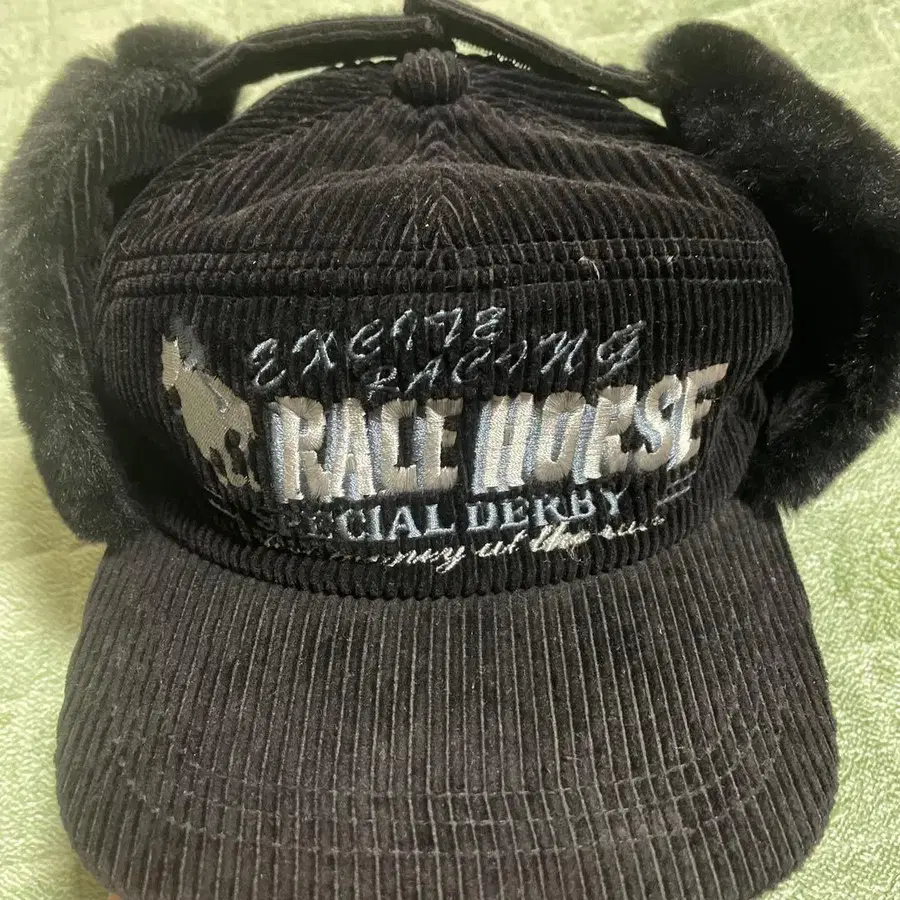 EXCITE
RACING
RACE HORSE
SPECIAL DERBY